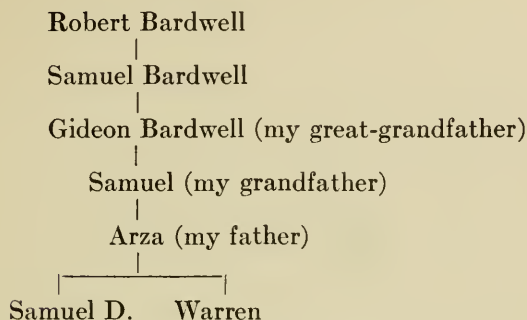 Robert Bardwell
Samuel Bardwell
Gideon Bardwell (my great-grandfather)
Samuel (my grandfather)
Arza (my father)
Samuel D. Warren